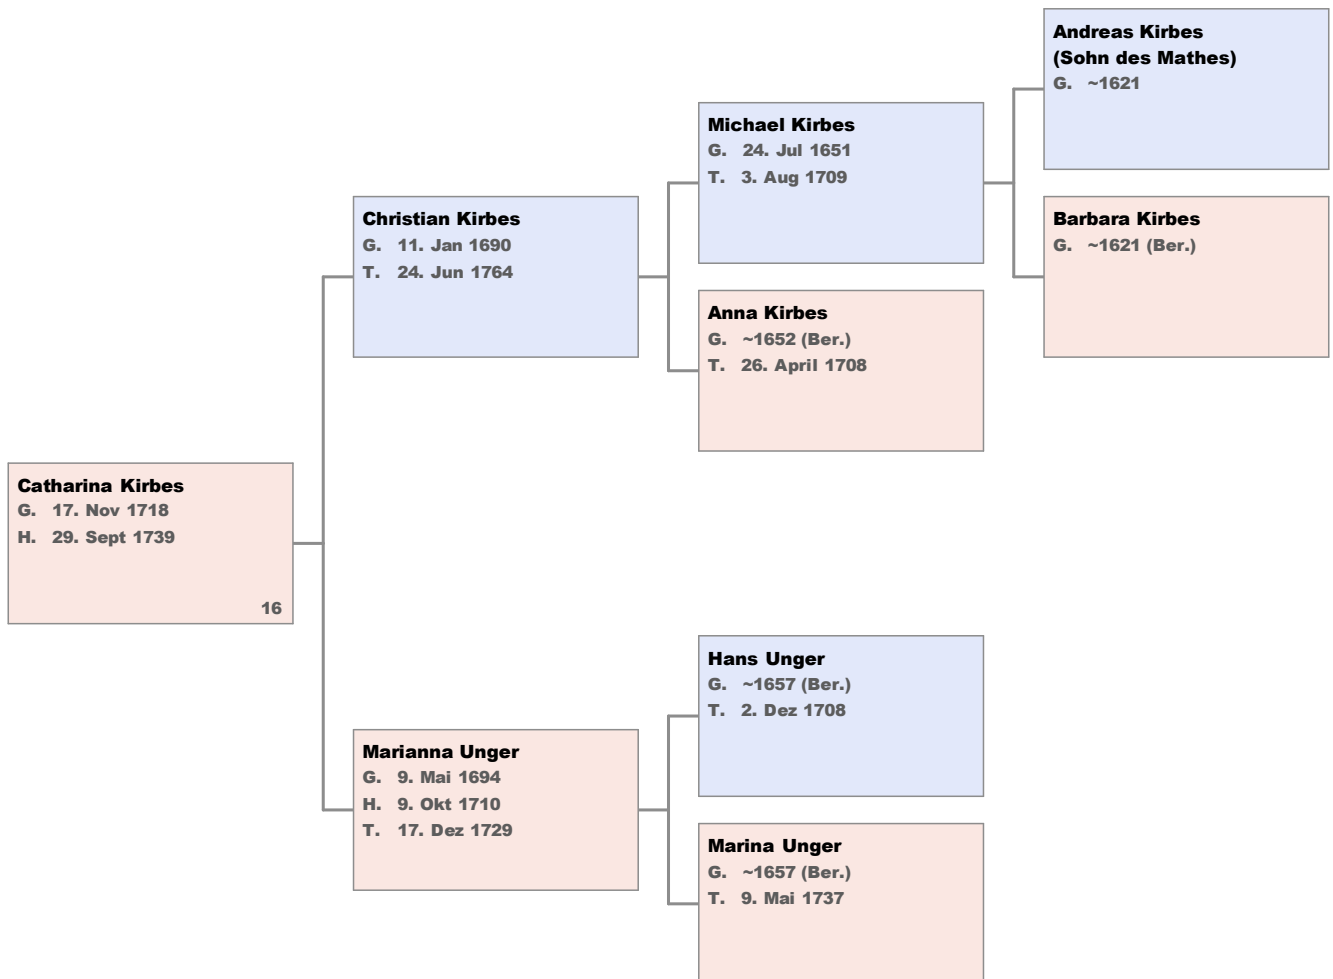 Andreas Kirbes
(Sohn des Mathes)
G. ~1621
Michael Kirbes
G. 24. Jul 1651
T. 3. Aug 1709
Christian Kirbes
G. 11. Jan 1690
T. 24. Jun 1764
Barbara Kirbes
G. ~1621 (Ber.)
Anna Kirbes
G. ~1652 (Ber.)
T. 26. April 1708
Catharina Kirbes
G. 17. Nov 1718
H. 29. Sept 1739
16
Hans Unger
G. ~1657 (Ber.)
T. 2. Dez 1708
Marianna Unger
G. 9. Mai 1694
H. 9. Okt 1710
T. 17. Dez 1729
Marina Unger
G. ~1657 (Ber.)
T. 9. Mai 1737